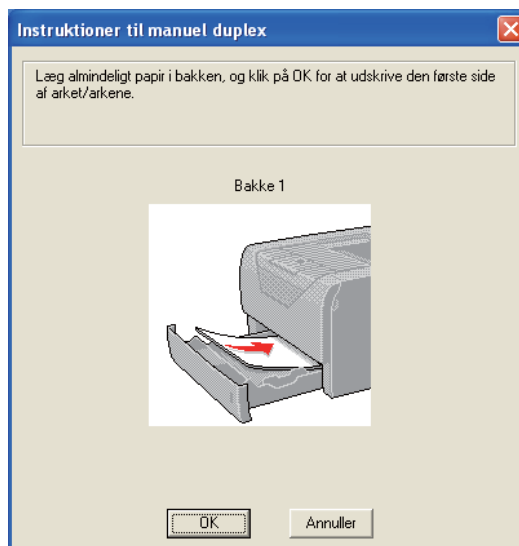 Instruktioner til manuel duplex
Læg almindeligt papir i bakken, og klik på OK for at udskrive den første side
af arket/arkene.
Bakke 1
OK
Annuller